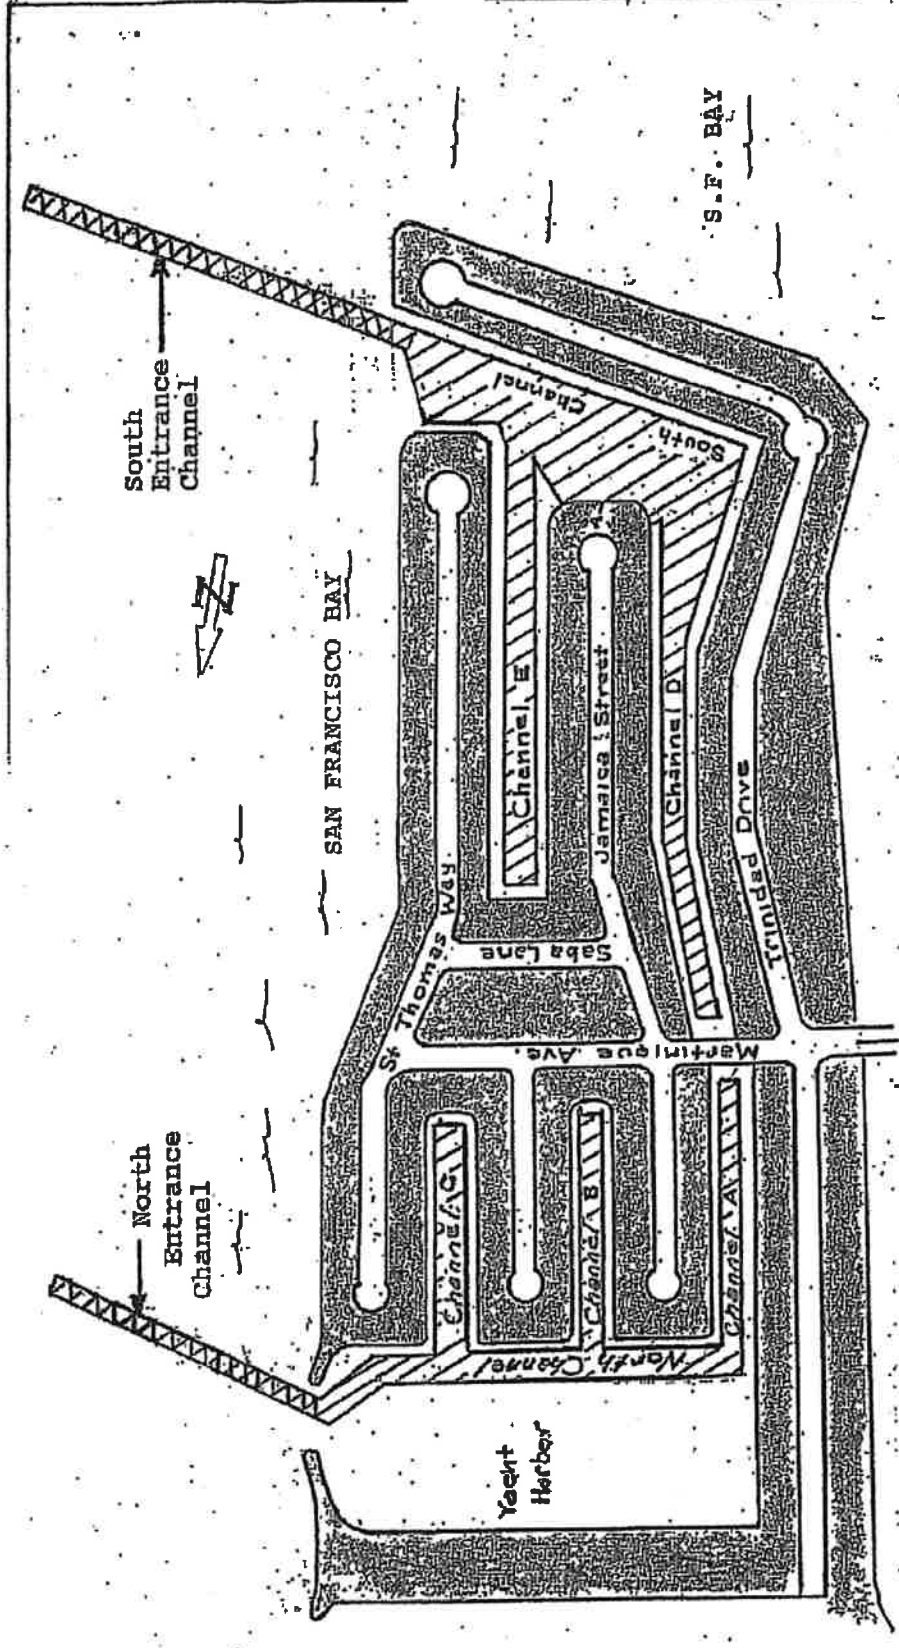 South
Entrance
Channel
S.F. BAY
SAN FRANCISCO BAY
N
North
Entrance
Channel
South Channel
Channel E
Channel D
Jamaica Street
St Thomas Way
Saba Lane
Martinique Ave.
Trinidad Drive
Channel C
Channel B
Channel A
North Channel
Yacht
Harbor